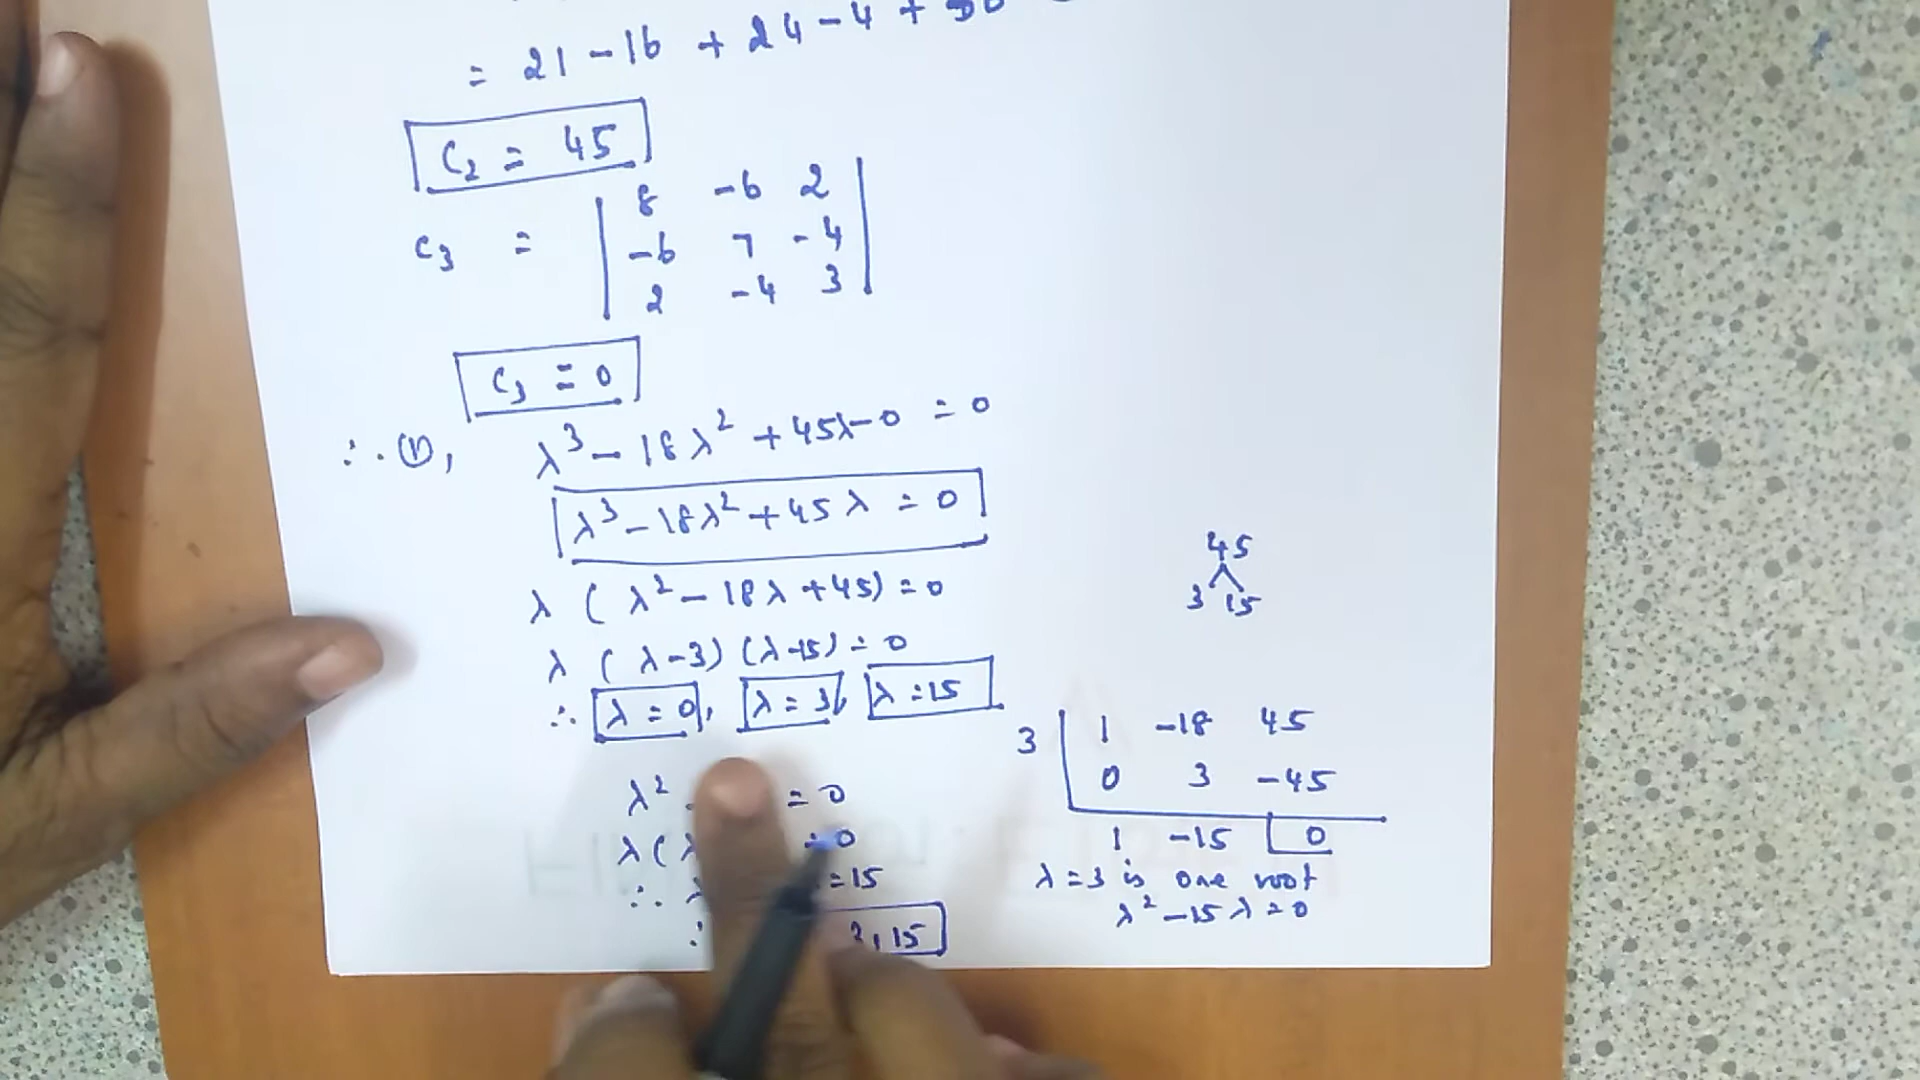 = 21 - 16 + 24 - 4 +
C₂ = 45
C₃ = | 8 -6 2 |
| -6 7 -4 |
| 2 -4 3 |
C₃ = 0
∴ ①, λ³ - 18λ² + 45λ - 0 = 0
λ³ - 18λ² + 45λ = 0
λ (λ² - 18λ + 45) = 0
λ (λ - 3) (λ - 15) = 0
∴ λ = 0, λ = 3, λ = 15
λ² - = 0
λ ( = 0
∴ = 15
∴ 3, 15
45
3 15
3 | 1 -18 45
0 3 -45
1 -15 0
λ = 3 is one root
λ² - 15λ = 0